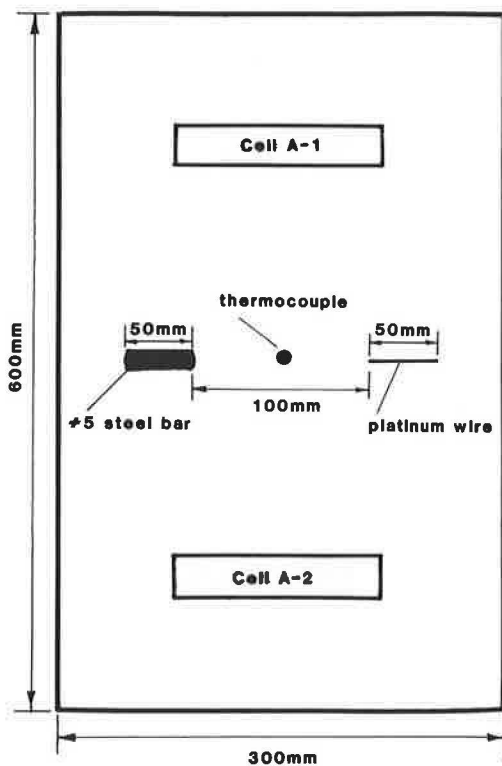 Cell A-1
thermocouple
50mm
50mm
600mm
100mm
#5 steel bar
platinum wire
Cell A-2
300mm